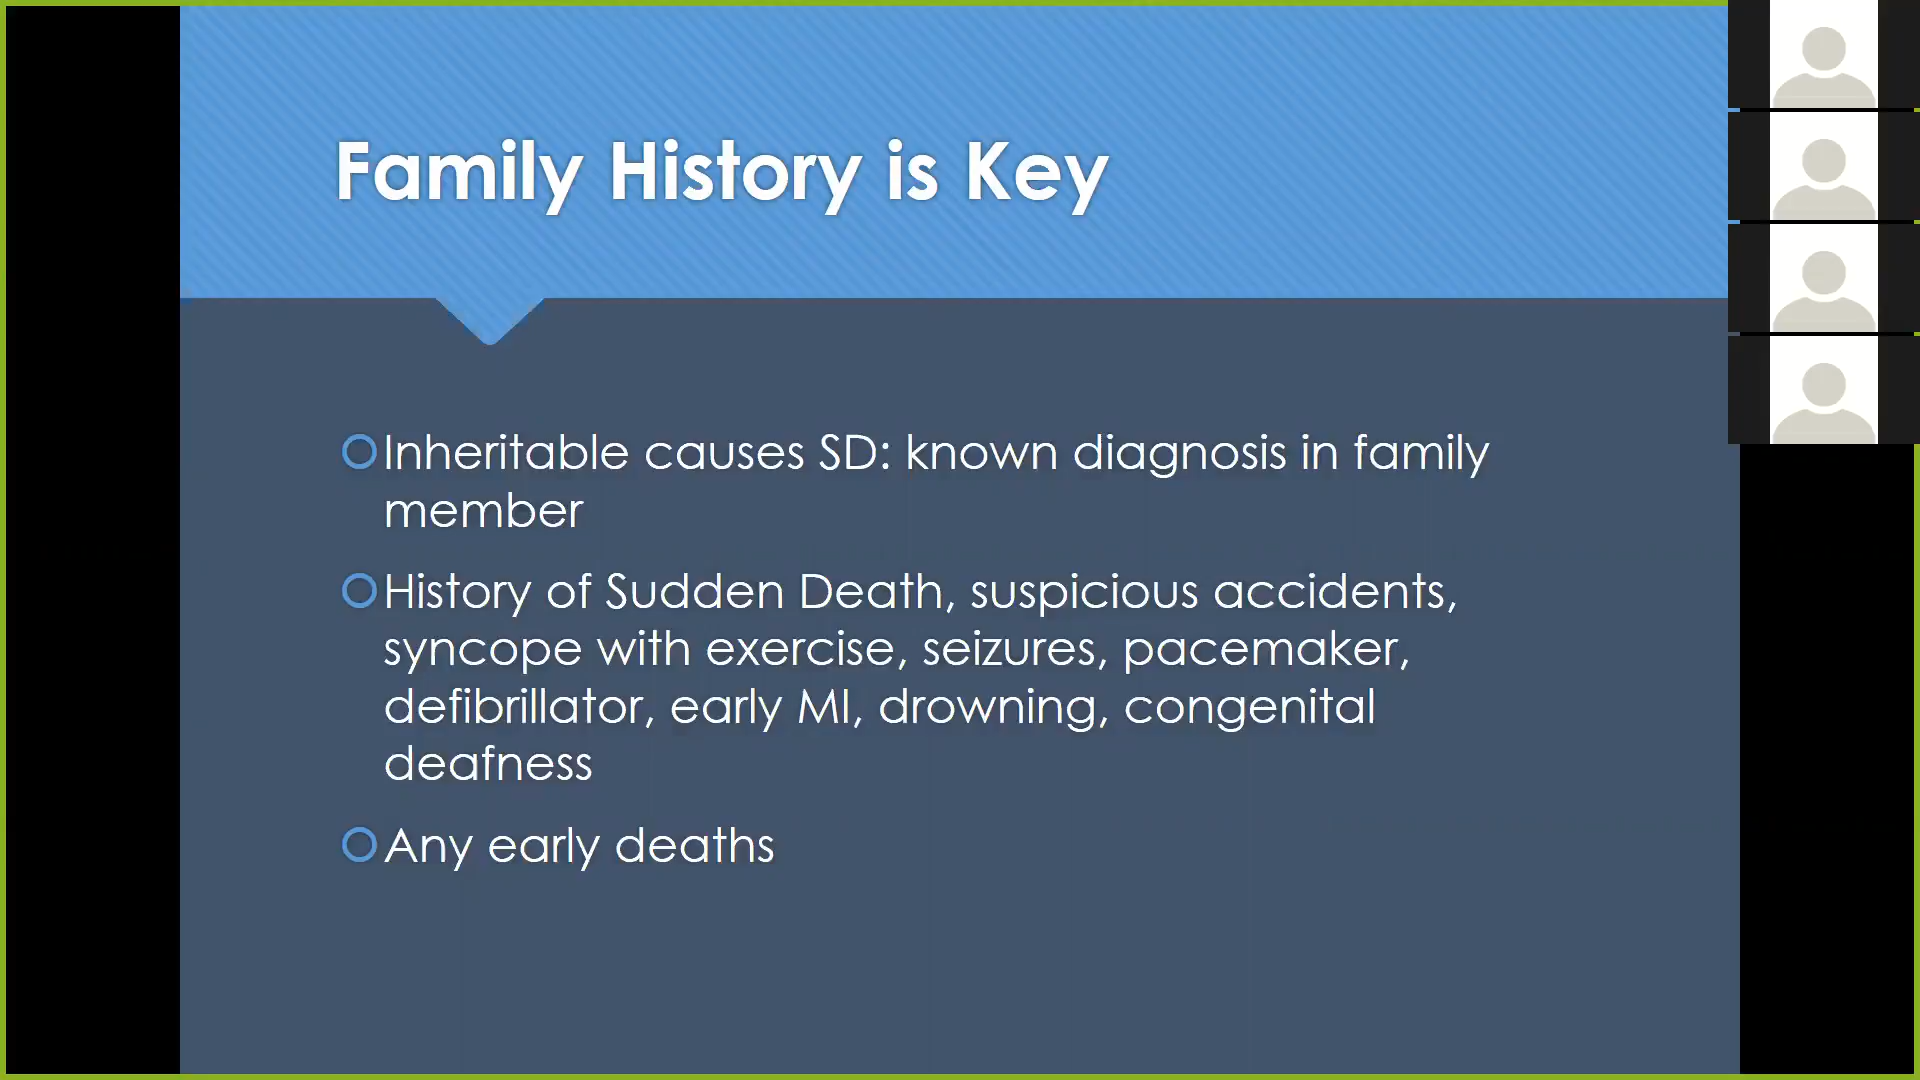 Family History is Key
Inheritable causes SD: known diagnosis in family
member
History of Sudden Death, suspicious accidents,
syncope with exercise, seizures, pacemaker,
defibrillator, early MI, drowning, congenital
deafness
Any early deaths